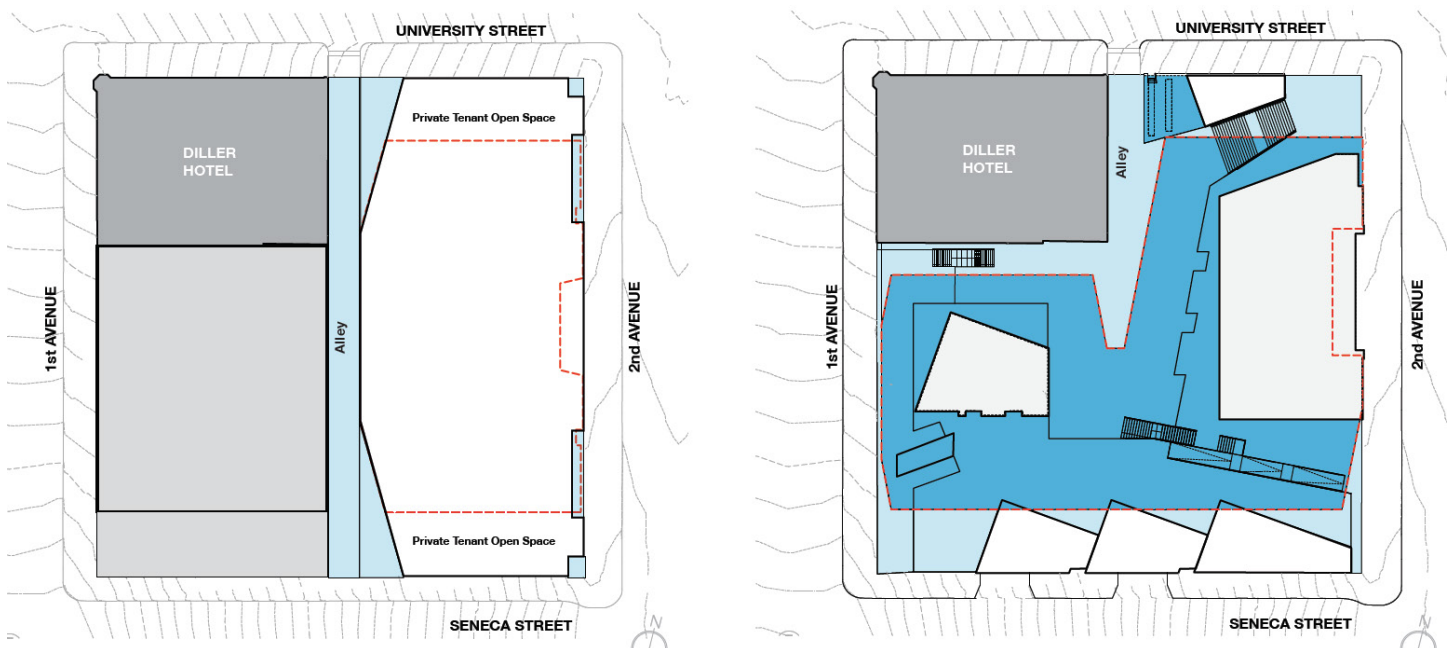 UNIVERSITY STREET
Private Tenant Open Space
DILLER
HOTEL
1st AVENUE
Alley
2nd AVENUE
Private Tenant Open Space
SENECA STREET
N
UNIVERSITY STREET
DILLER
HOTEL
Alley
1st AVENUE
2nd AVENUE
SENECA STREET
N